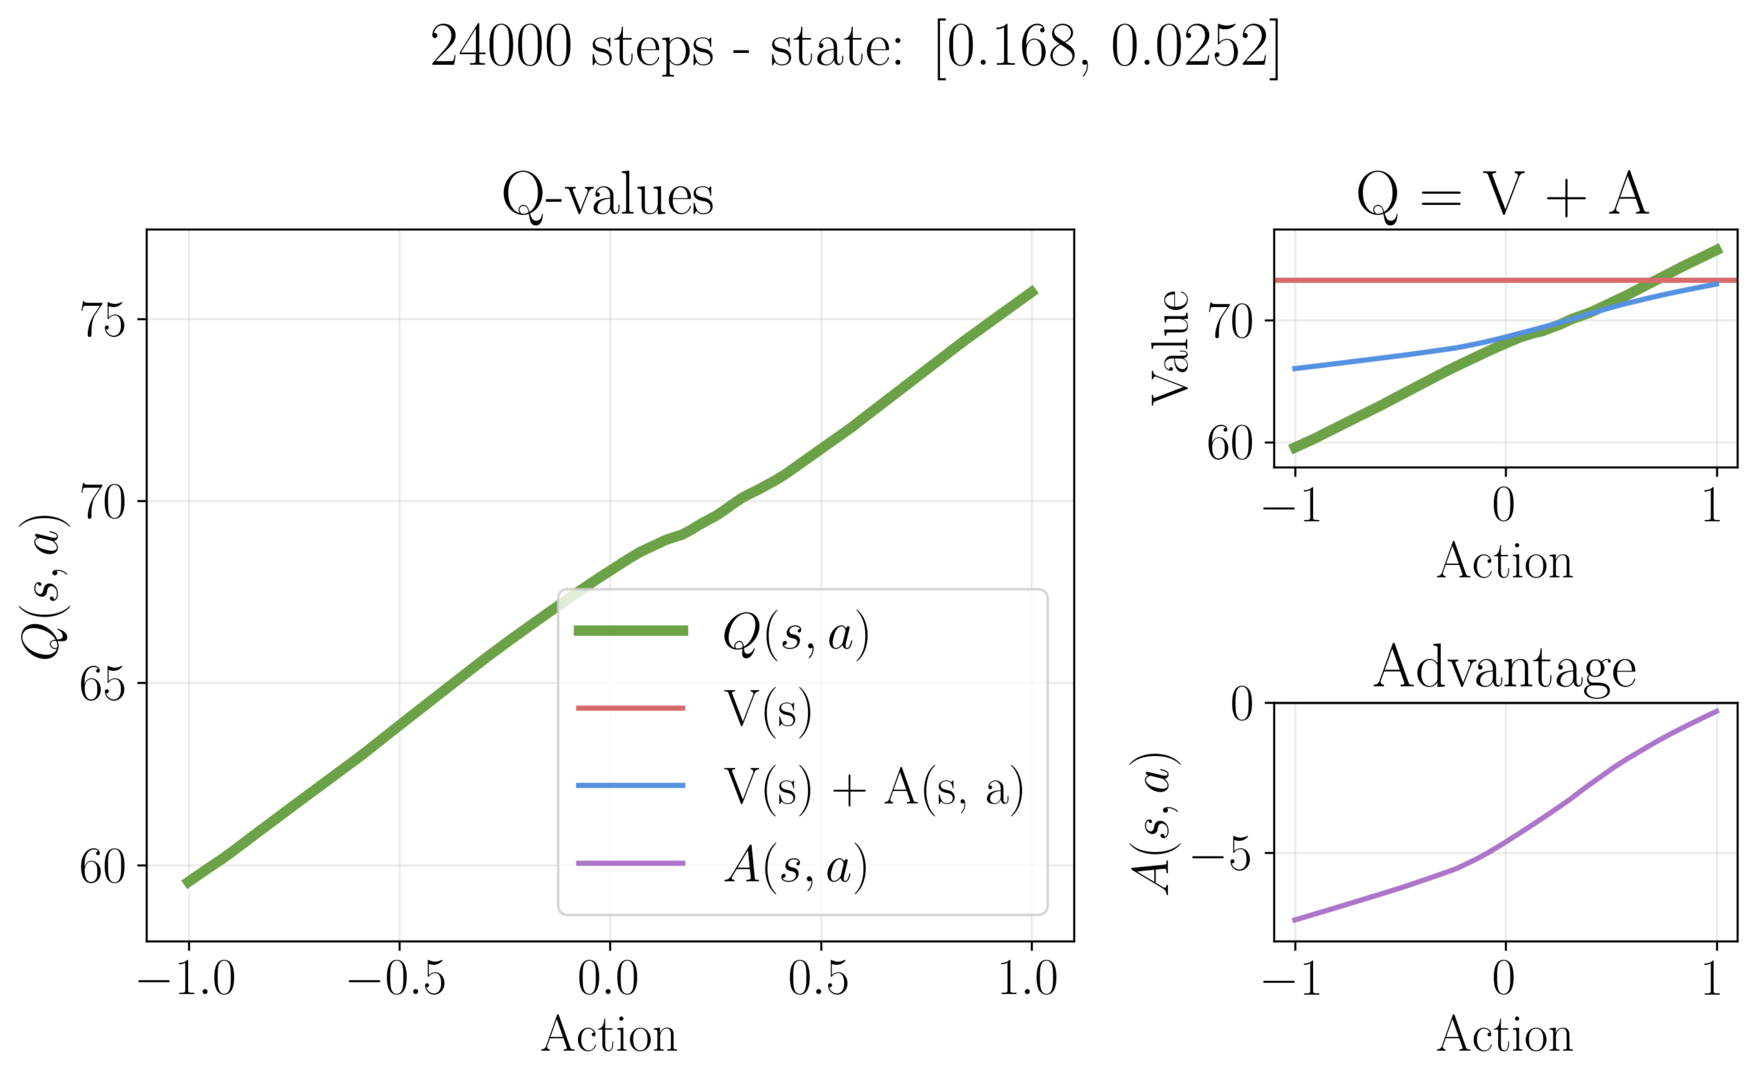 24000 steps - state: [0.168, 0.0252]
Q-values
Q(s, a)
75
70
65
60
−1.0
−0.5
0.0
0.5
1.0
Action
Q(s, a)
V(s)
V(s) + A(s, a)
A(s, a)
Q = V + A
Value
70
60
−1
0
1
Action
Advantage
A(s, a)
0
−5
−1
0
1
Action